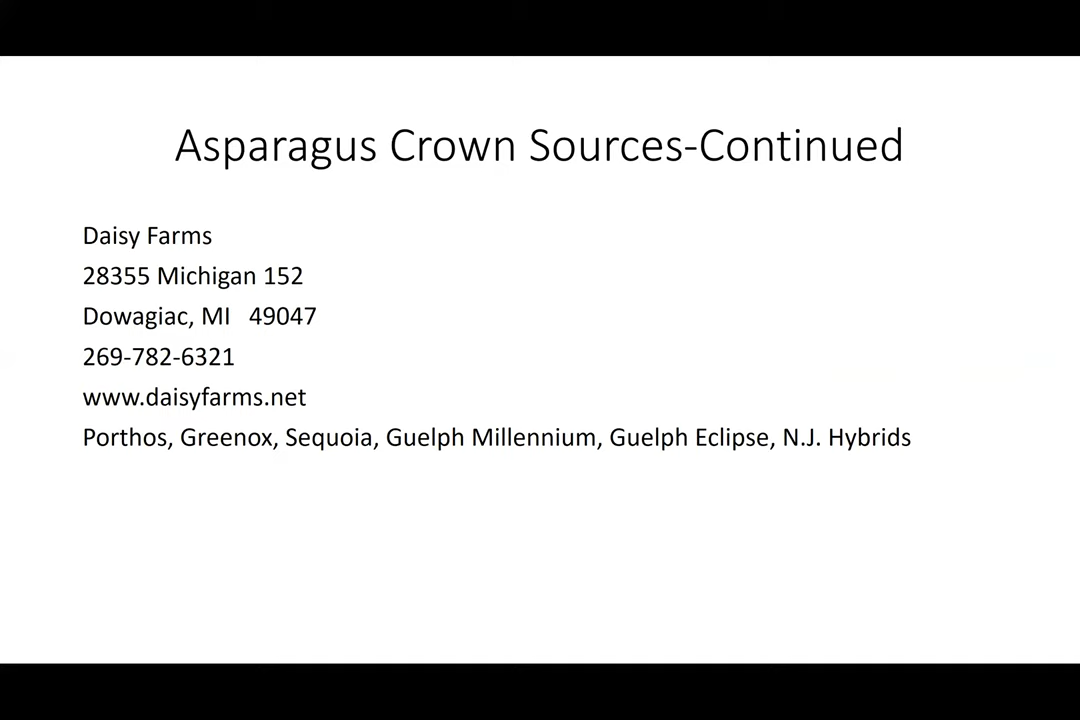 Asparagus Crown Sources-Continued
Daisy Farms
28355 Michigan 152
Dowagiac, MI   49047
269-782-6321
www.daisyfarms.net
Porthos, Greenox, Sequoia, Guelph Millennium, Guelph Eclipse, N.J. Hybrids